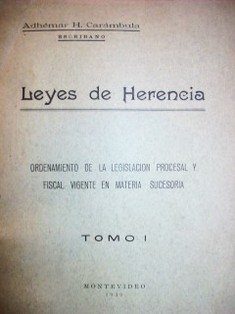 Adhémar H. Carámbula
ESCRIBANO
Leyes de Herencia
ORDENAMIENTO DE LA LEGISLACION PROCESAL Y
FISCAL VIGENTE EN MATERIA SUCESORIA
TOMO I
MONTEVIDEO